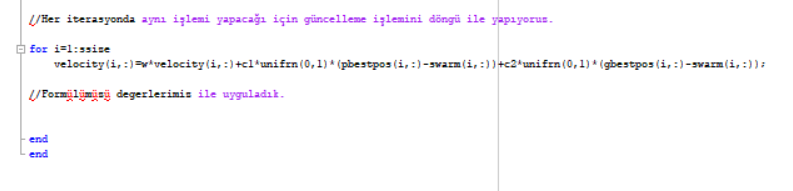 //Her iterasyonda aynı işlemi yapacağı için güncelleme işlemini döngü ile yapıyorus.
for i=1:ssise
velocity(i,:)=w*velocity(i,:)+c1*unifrn(0,1)*(pbestpos(i,:)-swarm(i,:))+c2*unifrn(0,1)*(gbestpos(i,:)-swarm(i,:));
//Formülümüsü degerlerimis ile uyguladık.
end
end